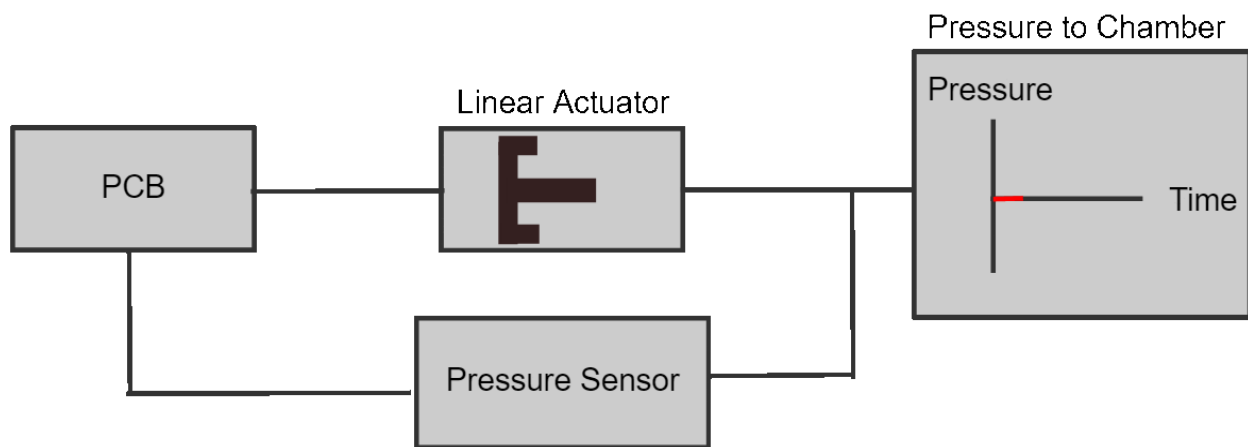 Pressure to Chamber
Pressure
Linear Actuator
PCB
Time
Pressure Sensor